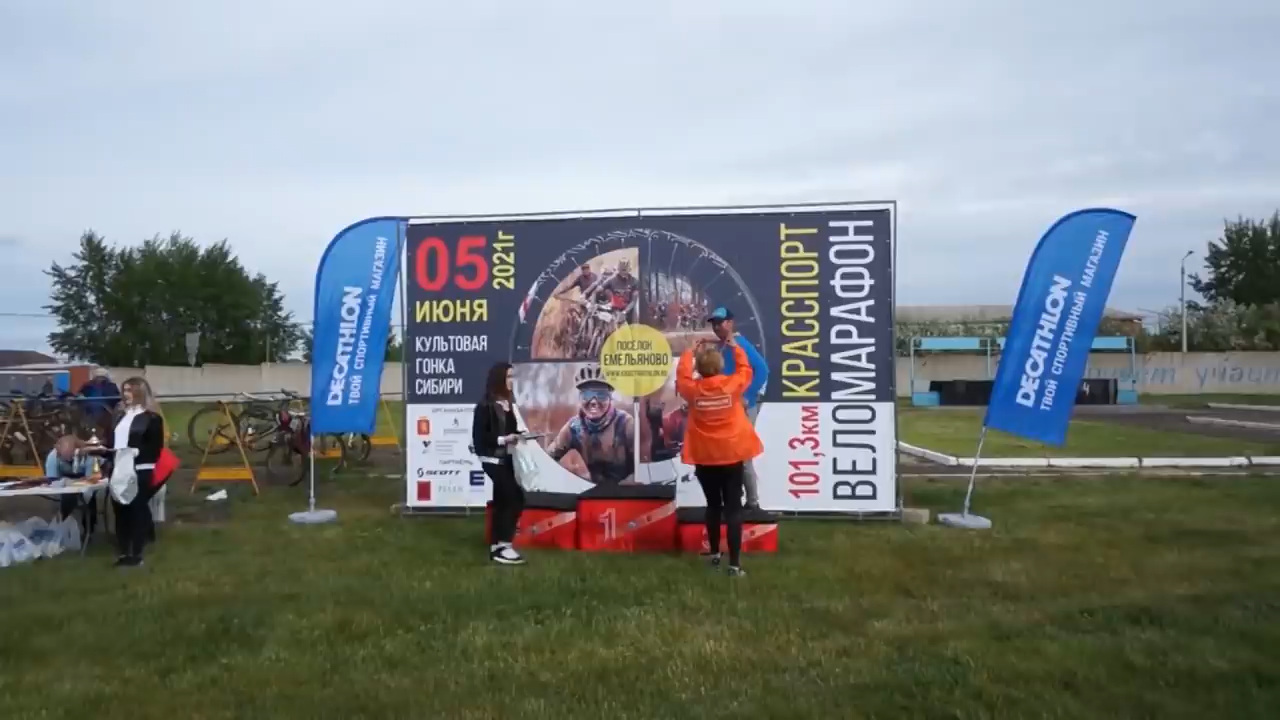 05
ИЮНЯ
2021г
КУЛЬТОВАЯ
ГОНКА
СИБИРИ
ПАРТНЁРЫ
SCOTT
ПОСЁЛОК
ЕМЕЛЬЯНОВО
КРАССПОРТ
101,3км
ВЕЛОМАРАФОН
DECATHLON
ТВОЙ СПОРТИВНЫЙ МАГАЗИН
DECATHLON
ТВОЙ СПОРТИВНЫЙ МАГАЗИН
1